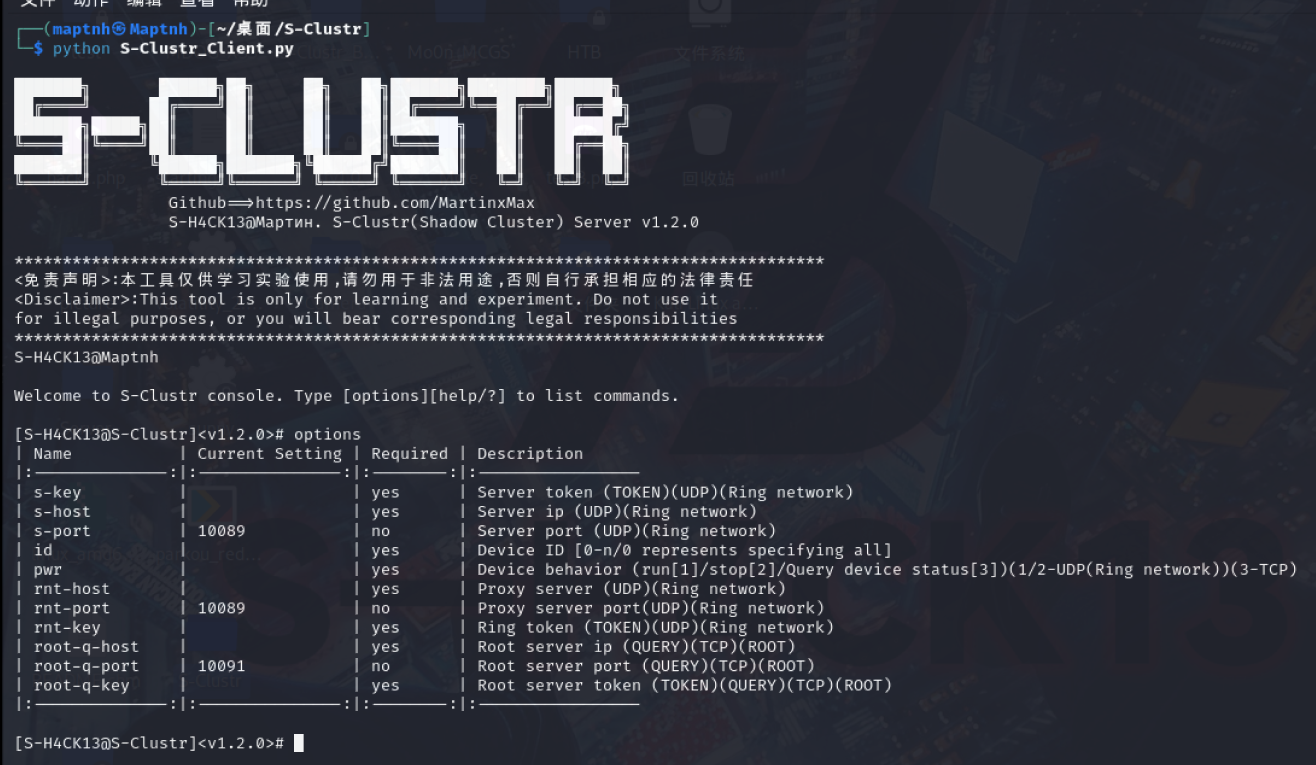 文件 动作 编辑 查看 帮助
(maptnh㉿Maptnh)-[~/桌面/S-Clustr]
$ python S-Clustr_Client.py
S-CLUSTR
Github==>https://github.com/MartinxMax
S-H4CK13@Мартин. S-Clustr(Shadow Cluster) Server v1.2.0
************************************************************************************
<免责声明>:本工具仅供学习实验使用,请勿用于非法用途,否则自行承担相应的法律责任
<Disclaimer>:This tool is only for learning and experiment. Do not use it
for illegal purposes, or you will bear corresponding legal responsibilities
************************************************************************************
S-H4CK13@Maptnh
Welcome to S-Clustr console. Type [options][help/?] to list commands.
[S-H4CK13@S-Clustr]<v1.2.0># options
| Name | Current Setting | Required | Description
| s-key | | yes | Server token (TOKEN)(UDP)(Ring network)
| s-host | | yes | Server ip (UDP)(Ring network)
| s-port | 10089 | no | Server port (UDP)(Ring network)
| id | | yes | Device ID [0-n/0 represents specifying all]
| pwr | | yes | Device behavior (run[1]/stop[2]/Query device status[3])(1/2-UDP(Ring network))(3-TCP)
| rnt-host | | yes | Proxy server (UDP)(Ring network)
| rnt-port | 10089 | no | Proxy server port(UDP)(Ring network)
| rnt-key | | yes | Ring token (TOKEN)(UDP)(Ring network)
| root-q-host | | yes | Root server ip (QUERY)(TCP)(ROOT)
| root-q-port | 10091 | no | Root server port (QUERY)(TCP)(ROOT)
| root-q-key | | yes | Root server token (TOKEN)(QUERY)(TCP)(ROOT)
[S-H4CK13@S-Clustr]<v1.2.0>#